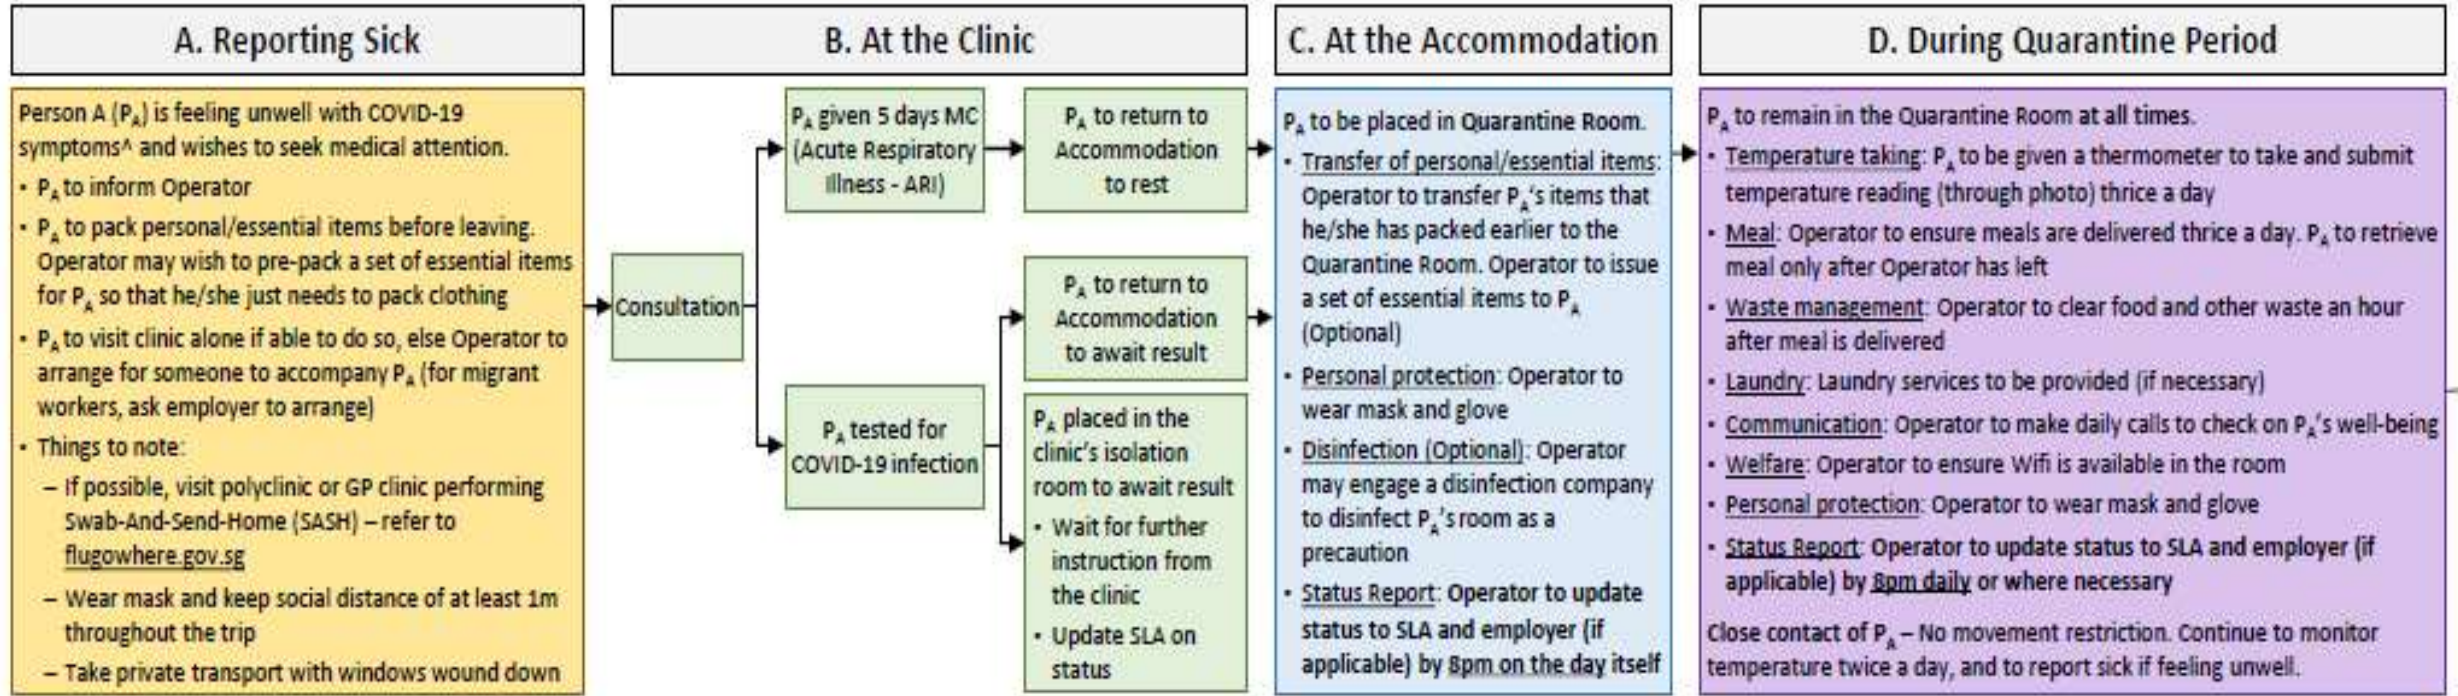 A. Reporting Sick
Person A (PA) is feeling unwell with COVID-19
symptoms^ and wishes to seek medical attention.
• PA to inform Operator
• PA to pack personal/essential items before leaving.
Operator may wish to pre-pack a set of essential items
for PA so that he/she just needs to pack clothing
• PA to visit clinic alone if able to do so, else Operator to
arrange for someone to accompany PA (for migrant
workers, ask employer to arrange)
• Things to note:
– If possible, visit polyclinic or GP clinic performing
Swab-And-Send-Home (SASH) – refer to
flugowhere.gov.sg
– Wear mask and keep social distance of at least 1m
throughout the trip
– Take private transport with windows wound down
B. At the Clinic
Consultation
PA given 5 days MC
(Acute Respiratory
Illness - ARI)
PA to return to
Accommodation
to rest
PA tested for
COVID-19 infection
PA to return to
Accommodation
to await result
PA placed in the
clinic's isolation
room to await result
• Wait for further
instruction from
the clinic
• Update SLA on
status
C. At the Accommodation
PA to be placed in Quarantine Room.
• Transfer of personal/essential items:
Operator to transfer PA's items that
he/she has packed earlier to the
Quarantine Room. Operator to issue
a set of essential items to PA
(Optional)
• Personal protection: Operator to
wear mask and glove
• Disinfection (Optional): Operator
may engage a disinfection company
to disinfect PA's room as a
precaution
• Status Report: Operator to update
status to SLA and employer (if
applicable) by 8pm on the day itself
D. During Quarantine Period
PA to remain in the Quarantine Room at all times.
• Temperature taking: PA to be given a thermometer to take and submit
temperature reading (through photo) thrice a day
• Meal: Operator to ensure meals are delivered thrice a day. PA to retrieve
meal only after Operator has left
• Waste management: Operator to clear food and other waste an hour
after meal is delivered
• Laundry: Laundry services to be provided (if necessary)
• Communication: Operator to make daily calls to check on PA's well-being
• Welfare: Operator to ensure Wifi is available in the room
• Personal protection: Operator to wear mask and glove
• Status Report: Operator to update status to SLA and employer (if
applicable) by 8pm daily or where necessary
Close contact of PA – No movement restriction. Continue to monitor
temperature twice a day, and to report sick if feeling unwell.